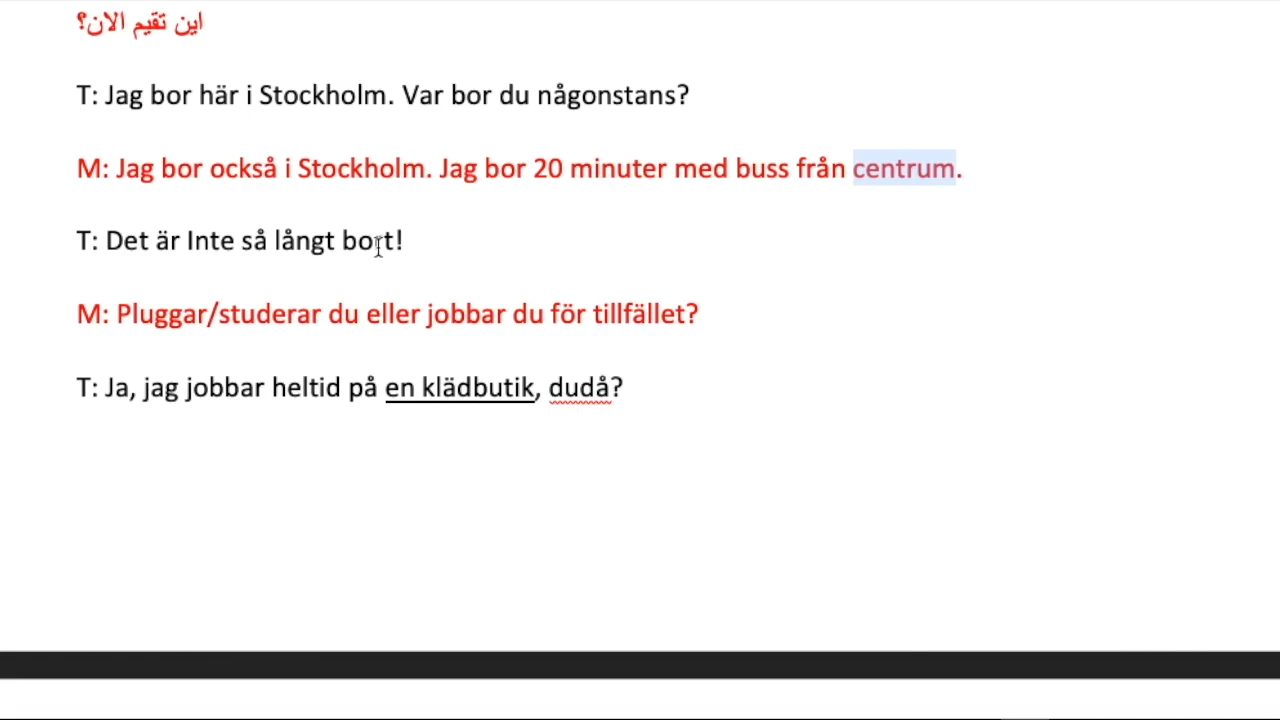 اين تقيم الان؟
T: Jag bor här i Stockholm. Var bor du någonstans?
M: Jag bor också i Stockholm. Jag bor 20 minuter med buss från centrum.
T: Det är Inte så långt bort!
M: Pluggar/studerar du eller jobbar du för tillfället?
T: Ja, jag jobbar heltid på en klädbutik, dudå?